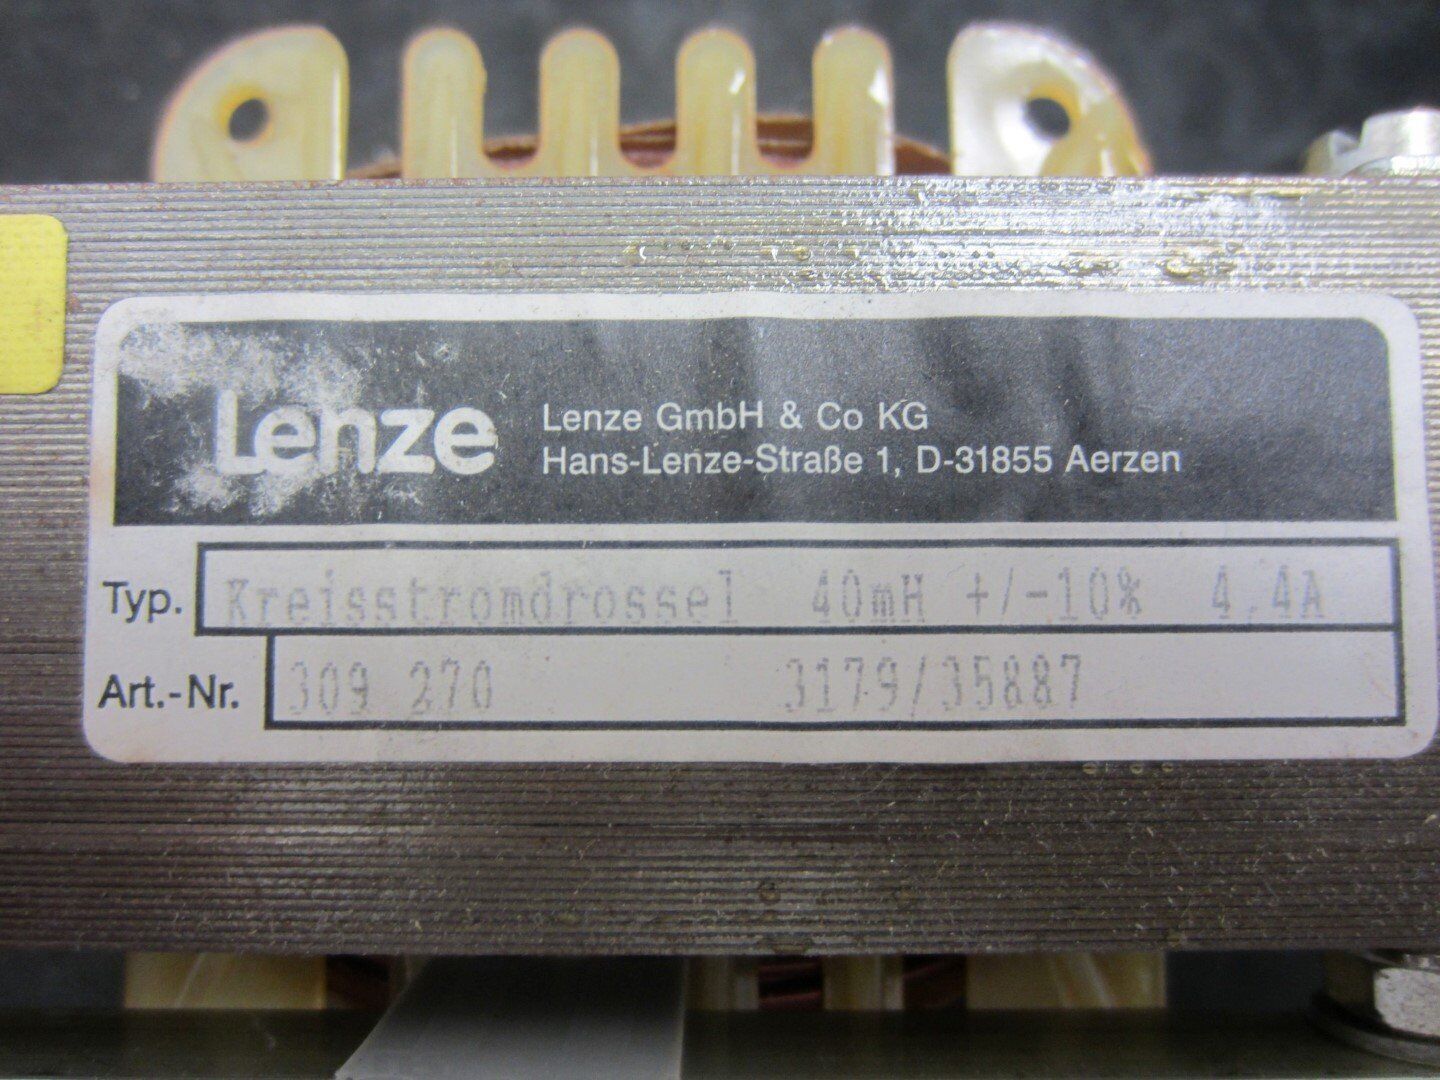 Lenze
Lenze GmbH & Co KG
Hans-Lenze-Straße 1, D-31855 Aerzen
Typ. Kreisstromdrossel 40mH +/-10% 4,4A
Art.-Nr. 309 270 3179/35887